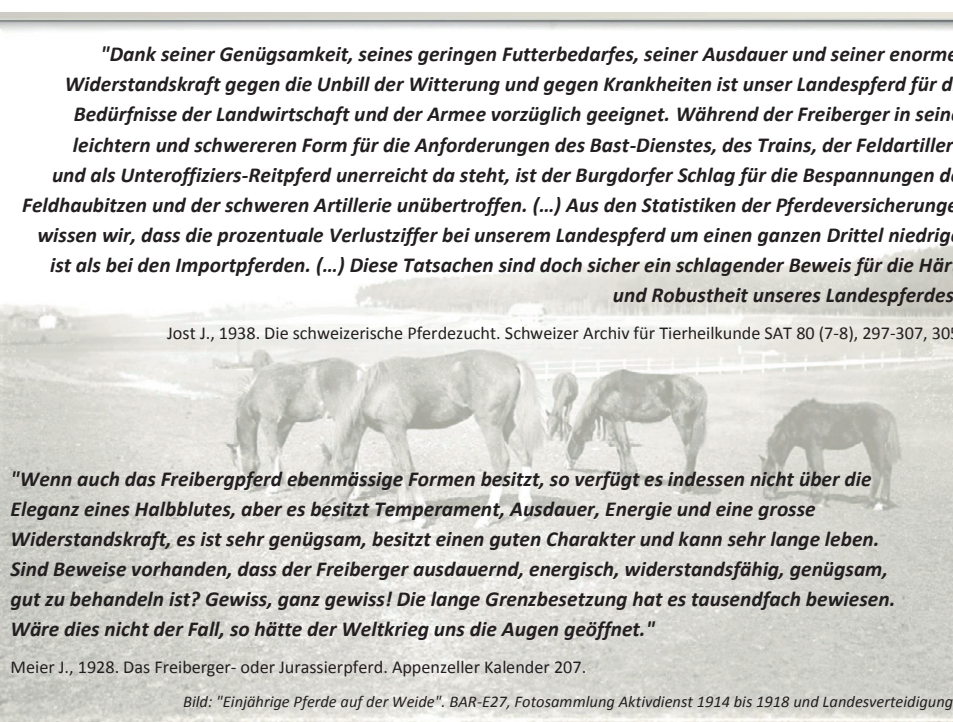 "Dank seiner Genügsamkeit, seines geringen Futterbedarfes, seiner Ausdauer und seiner enorme
Widerstandskraft gegen die Unbill der Witterung und gegen Krankheiten ist unser Landespferd für d
Bedürfnisse der Landwirtschaft und der Armee vorzüglich geeignet. Während der Freiberger in seine
leichtern und schwereren Form für die Anforderungen des Bast-Dienstes, des Trains, der Feldartiller
und als Unteroffiziers-Reitpferd unerreicht da steht, ist der Burgdorfer Schlag für die Bespannungen de
Feldhaubitzen und der schweren Artillerie unübertroffen. (…) Aus den Statistiken der Pferdeversicherunge
wissen wir, dass die prozentuale Verlustziffer bei unserem Landespferd um einen ganzen Drittel niedrige
ist als bei den Importpferden. (…) Diese Tatsachen sind doch sicher ein schlagender Beweis für die Här
und Robustheit unseres Landespferdes
Jost J., 1938. Die schweizerische Pferdezucht. Schweizer Archiv für Tierheilkunde SAT 80 (7-8), 297-307, 305
"Wenn auch das Freibergpferd ebenmässige Formen besitzt, so verfügt es indessen nicht über die
Eleganz eines Halbblutes, aber es besitzt Temperament, Ausdauer, Energie und eine grosse
Widerstandskraft, es ist sehr genügsam, besitzt einen guten Charakter und kann sehr lange leben.
Sind Beweise vorhanden, dass der Freiberger ausdauernd, energisch, widerstandsfähig, genügsam,
gut zu behandeln ist? Gewiss, ganz gewiss! Die lange Grenzbesetzung hat es tausendfach bewiesen.
Wäre dies nicht der Fall, so hätte der Weltkrieg uns die Augen geöffnet."
Meier J., 1928. Das Freiberger- oder Jurassierpferd. Appenzeller Kalender 207.
Bild: "Einjährige Pferde auf der Weide". BAR-E27, Fotosammlung Aktivdienst 1914 bis 1918 und Landesverteidigung